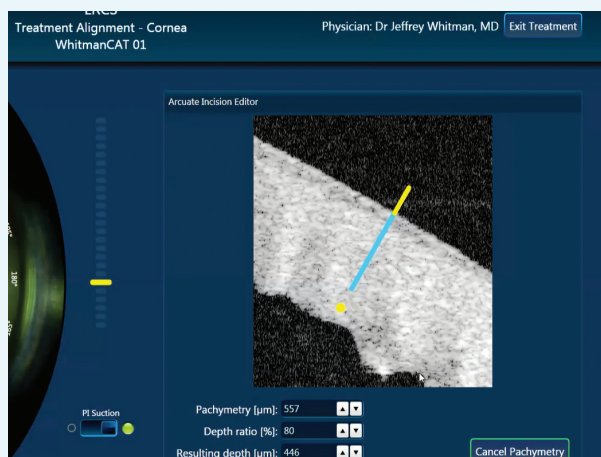 Treatment Alignment - Cornea
WhitmanCAT 01
Physician: Dr Jeffrey Whitman, MD
Exit Treatment
Arcuate Incision Editor
180°
PI Suction
Pachymetry [µm]: 557
Depth ratio [%]: 80
Resulting depth [µm]: 446
Cancel Pachymetry